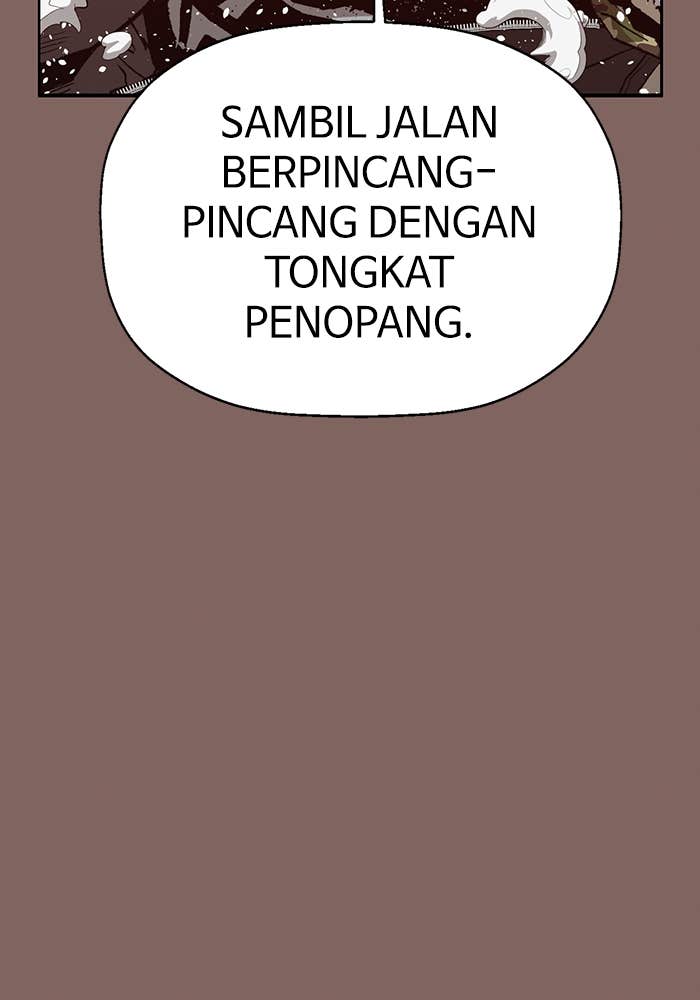 SAMBIL JALAN
BERPINCANG-
PINCANG DENGAN
TONGKAT
PENOPANG.